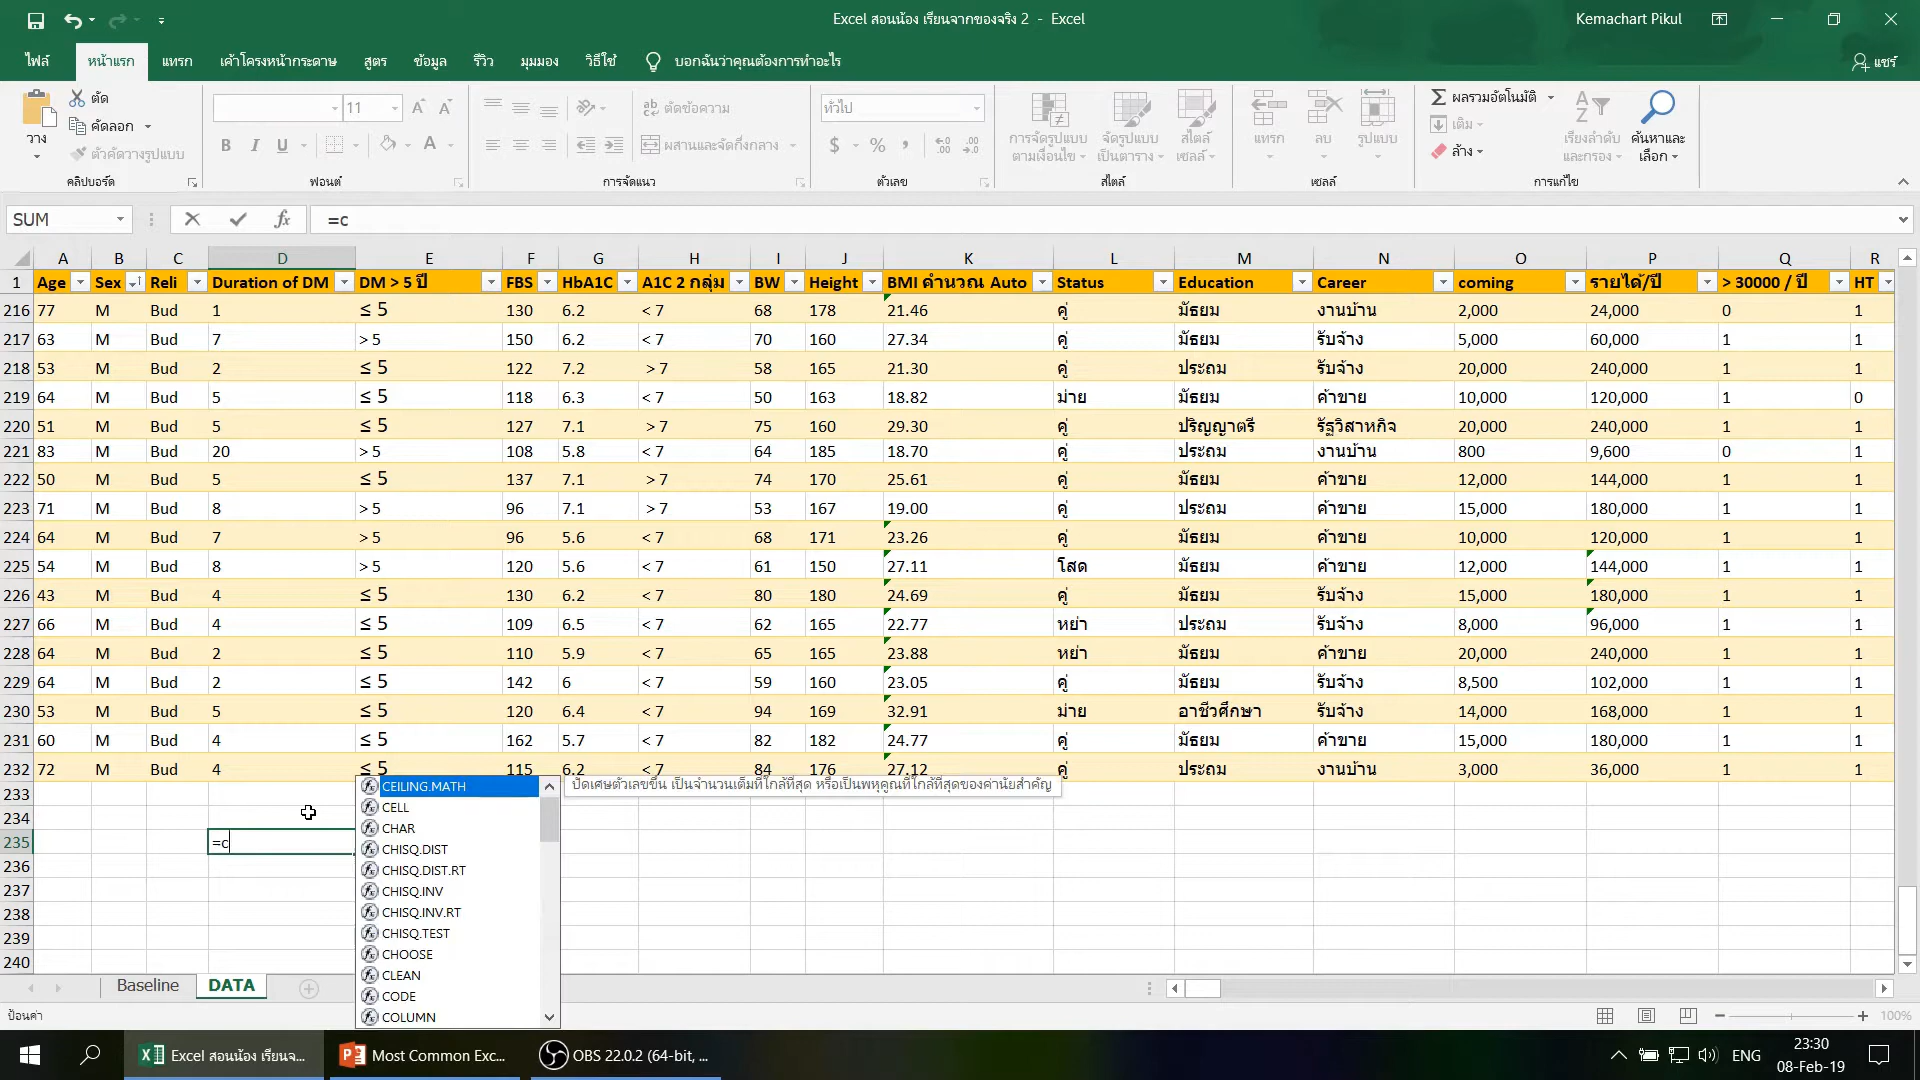 Excel สอนน้อง เรียนจากของจริง 2 - Excel
Kemachart Pikul
ไฟล์ หน้าแรก แทรก เค้าโครงหน้ากระดาษ สูตร ข้อมูล รีวิว มุมมอง วิธีใช้ บอกฉันว่าคุณต้องการทำอะไร แชร์
วาง ตัด คัดลอก ตัวคัดวางรูปแบบ
11 B I U A
ตัดข้อความ ผสานและจัดกึ่งกลาง
ทั่วไป $ % ,
การจัดรูปแบบ ตามเงื่อนไข จัดรูปแบบ เป็นตาราง สไตล์ เซลล์
แทรก ลบ รูปแบบ
ผลรวมอัตโนมัติ เติม ล้าง เรียงลำดับ และกรอง ค้นหาและ เลือก
คลิปบอร์ด ฟอนต์ การจัดแนว ตัวเลข สไตล์ เซลล์ การแก้ไข
SUM fx =c
A B C D E F G H I J K L M N O P Q R
1 Age Sex Reli Duration of DM DM > 5 ปี FBS HbA1C A1C 2 กลุ่ม BW Height BMI คำนวณ Auto Status Education Career coming รายได้/ปี > 30000 / ปี HT
216 77 M Bud 1 ≤ 5 130 6.2 < 7 68 178 21.46 คู่ มัธยม งานบ้าน 2,000 24,000 0 1
217 63 M Bud 7 > 5 150 6.2 < 7 70 160 27.34 คู่ มัธยม รับจ้าง 5,000 60,000 1 1
218 53 M Bud 2 ≤ 5 122 7.2 > 7 58 165 21.30 คู่ ประถม รับจ้าง 20,000 240,000 1 1
219 64 M Bud 5 ≤ 5 118 6.3 < 7 50 163 18.82 ม่าย มัธยม ค้าขาย 10,000 120,000 1 0
220 51 M Bud 5 ≤ 5 127 7.1 > 7 75 160 29.30 คู่ ปริญญาตรี รัฐวิสาหกิจ 20,000 240,000 1 1
221 83 M Bud 20 > 5 108 5.8 < 7 64 185 18.70 คู่ ประถม งานบ้าน 800 9,600 0 1
222 50 M Bud 5 ≤ 5 137 7.1 > 7 74 170 25.61 คู่ มัธยม ค้าขาย 12,000 144,000 1 1
223 71 M Bud 8 > 5 96 7.1 > 7 53 167 19.00 คู่ ประถม ค้าขาย 15,000 180,000 1 1
224 64 M Bud 7 > 5 96 5.6 < 7 68 171 23.26 คู่ มัธยม ค้าขาย 10,000 120,000 1 1
225 54 M Bud 8 > 5 120 5.6 < 7 61 150 27.11 โสด มัธยม ค้าขาย 12,000 144,000 1 1
226 43 M Bud 4 ≤ 5 130 6.2 < 7 80 180 24.69 คู่ มัธยม รับจ้าง 15,000 180,000 1 1
227 66 M Bud 4 ≤ 5 109 6.5 < 7 62 165 22.77 หย่า ประถม รับจ้าง 8,000 96,000 1 1
228 64 M Bud 2 ≤ 5 110 5.9 < 7 65 165 23.88 หย่า มัธยม ค้าขาย 20,000 240,000 1 1
229 64 M Bud 2 ≤ 5 142 6 < 7 59 160 23.05 คู่ มัธยม รับจ้าง 8,500 102,000 1 1
230 53 M Bud 5 ≤ 5 120 6.4 < 7 94 169 32.91 ม่าย อาชีวศึกษา รับจ้าง 14,000 168,000 1 1
231 60 M Bud 4 ≤ 5 162 5.7 < 7 82 182 24.77 คู่ มัธยม ค้าขาย 15,000 180,000 1 1
232 72 M Bud 4 ≤ 5 115 6.2 < 7 84 176 27.12 คู่ ประถม งานบ้าน 3,000 36,000 1 1
233 CEILING.MATH ปัดเศษตัวเลขขึ้น เป็นจำนวนเต็มที่ใกล้ที่สุด หรือเป็นพหุคูณที่ใกล้ที่สุดของค่านัยสำคัญ
CELL
234 CHAR
235 =c CHISQ.DIST
236 CHISQ.DIST.RT
237 CHISQ.INV
238 CHISQ.INV.RT
239 CHISQ.TEST
240 CHOOSE
CLEAN
Baseline DATA
CODE
COLUMN
ป้อนค่า 100%
Excel สอนน้อง เรียนจ... Most Common Exc... OBS 22.0.2 (64-bit, ... ENG 23:30
08-Feb-19